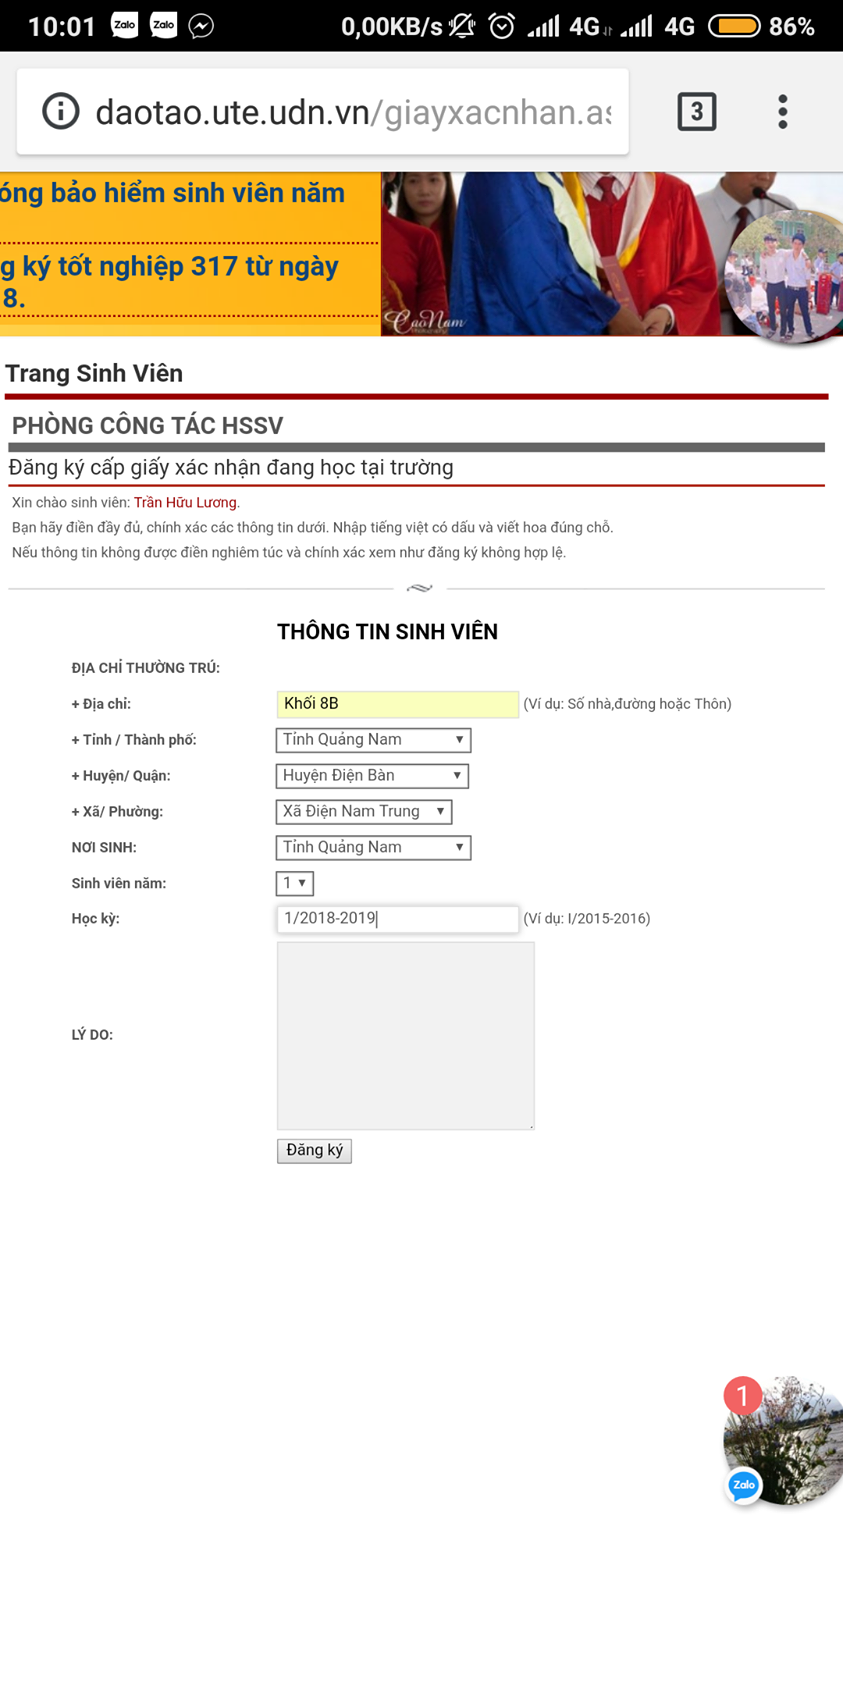 10:01 Zalo Zalo 0,00KB/s 4G 4G 86%
daotao.ute.udn.vn/giayxacnhan.as
3
óng bảo hiểm sinh viên năm
g ký tốt nghiệp 317 từ ngày
8.
CaoNam
Trang Sinh Viên
PHÒNG CÔNG TÁC HSSV
Đăng ký cấp giấy xác nhận đang học tại trường
Xin chào sinh viên: Trần Hữu Lương.
Bạn hãy điền đầy đủ, chính xác các thông tin dưới. Nhập tiếng việt có dấu và viết hoa đúng chỗ.
Nếu thông tin không được điền nghiêm túc và chính xác xem như đăng ký không hợp lệ.
THÔNG TIN SINH VIÊN
ĐỊA CHỈ THƯỜNG TRÚ:
+ Địa chỉ: Khối 8B (Ví dụ: Số nhà,đường hoặc Thôn)
+ Tỉnh / Thành phố: Tỉnh Quảng Nam
+ Huyện/ Quận: Huyện Điện Bàn
+ Xã/ Phường: Xã Điện Nam Trung
NƠI SINH: Tỉnh Quảng Nam
Sinh viên năm: 1
Học kỳ: 1/2018-2019 (Ví dụ: I/2015-2016)
LÝ DO:
Đăng ký
1
Zalo